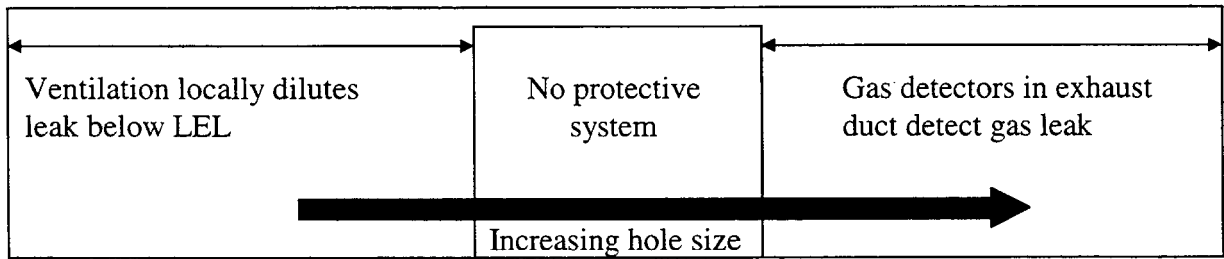 Ventilation locally dilutes
leak below LEL
No protective
system
Gas detectors in exhaust
duct detect gas leak
Increasing hole size